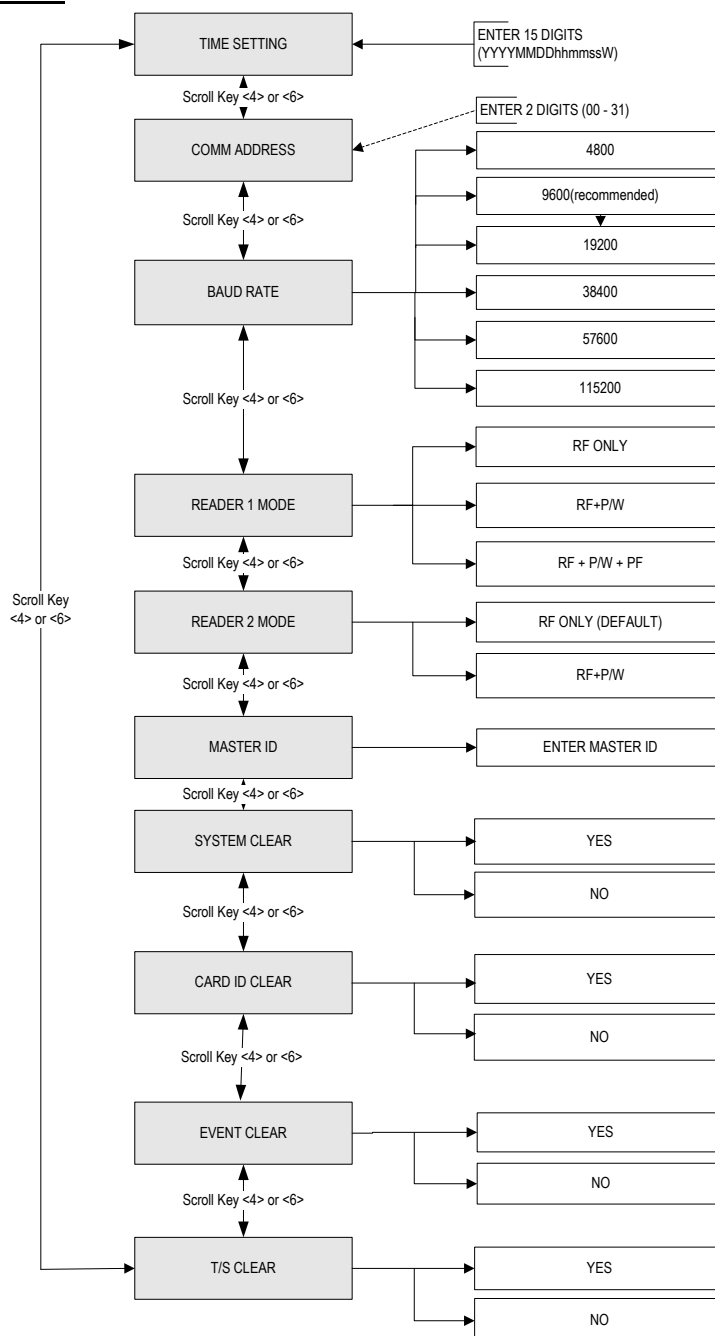 TIME SETTING
ENTER 15 DIGITS
(YYYYMMDDhhmmssW)
Scroll Key <4> or <6>
ENTER 2 DIGITS (00 - 31)
COMM ADDRESS
4800
9600(recommended)
Scroll Key <4> or <6>
19200
BAUD RATE
38400
57600
115200
Scroll Key <4> or <6>
RF ONLY
READER 1 MODE
RF+P/W
Scroll Key <4> or <6>
RF + P/W + PF
Scroll Key
<4> or <6>
READER 2 MODE
RF ONLY (DEFAULT)
RF+P/W
Scroll Key <4> or <6>
MASTER ID
ENTER MASTER ID
Scroll Key <4> or <6>
SYSTEM CLEAR
YES
NO
Scroll Key <4> or <6>
CARD ID CLEAR
YES
NO
Scroll Key <4> or <6>
EVENT CLEAR
YES
NO
Scroll Key <4> or <6>
T/S CLEAR
YES
NO